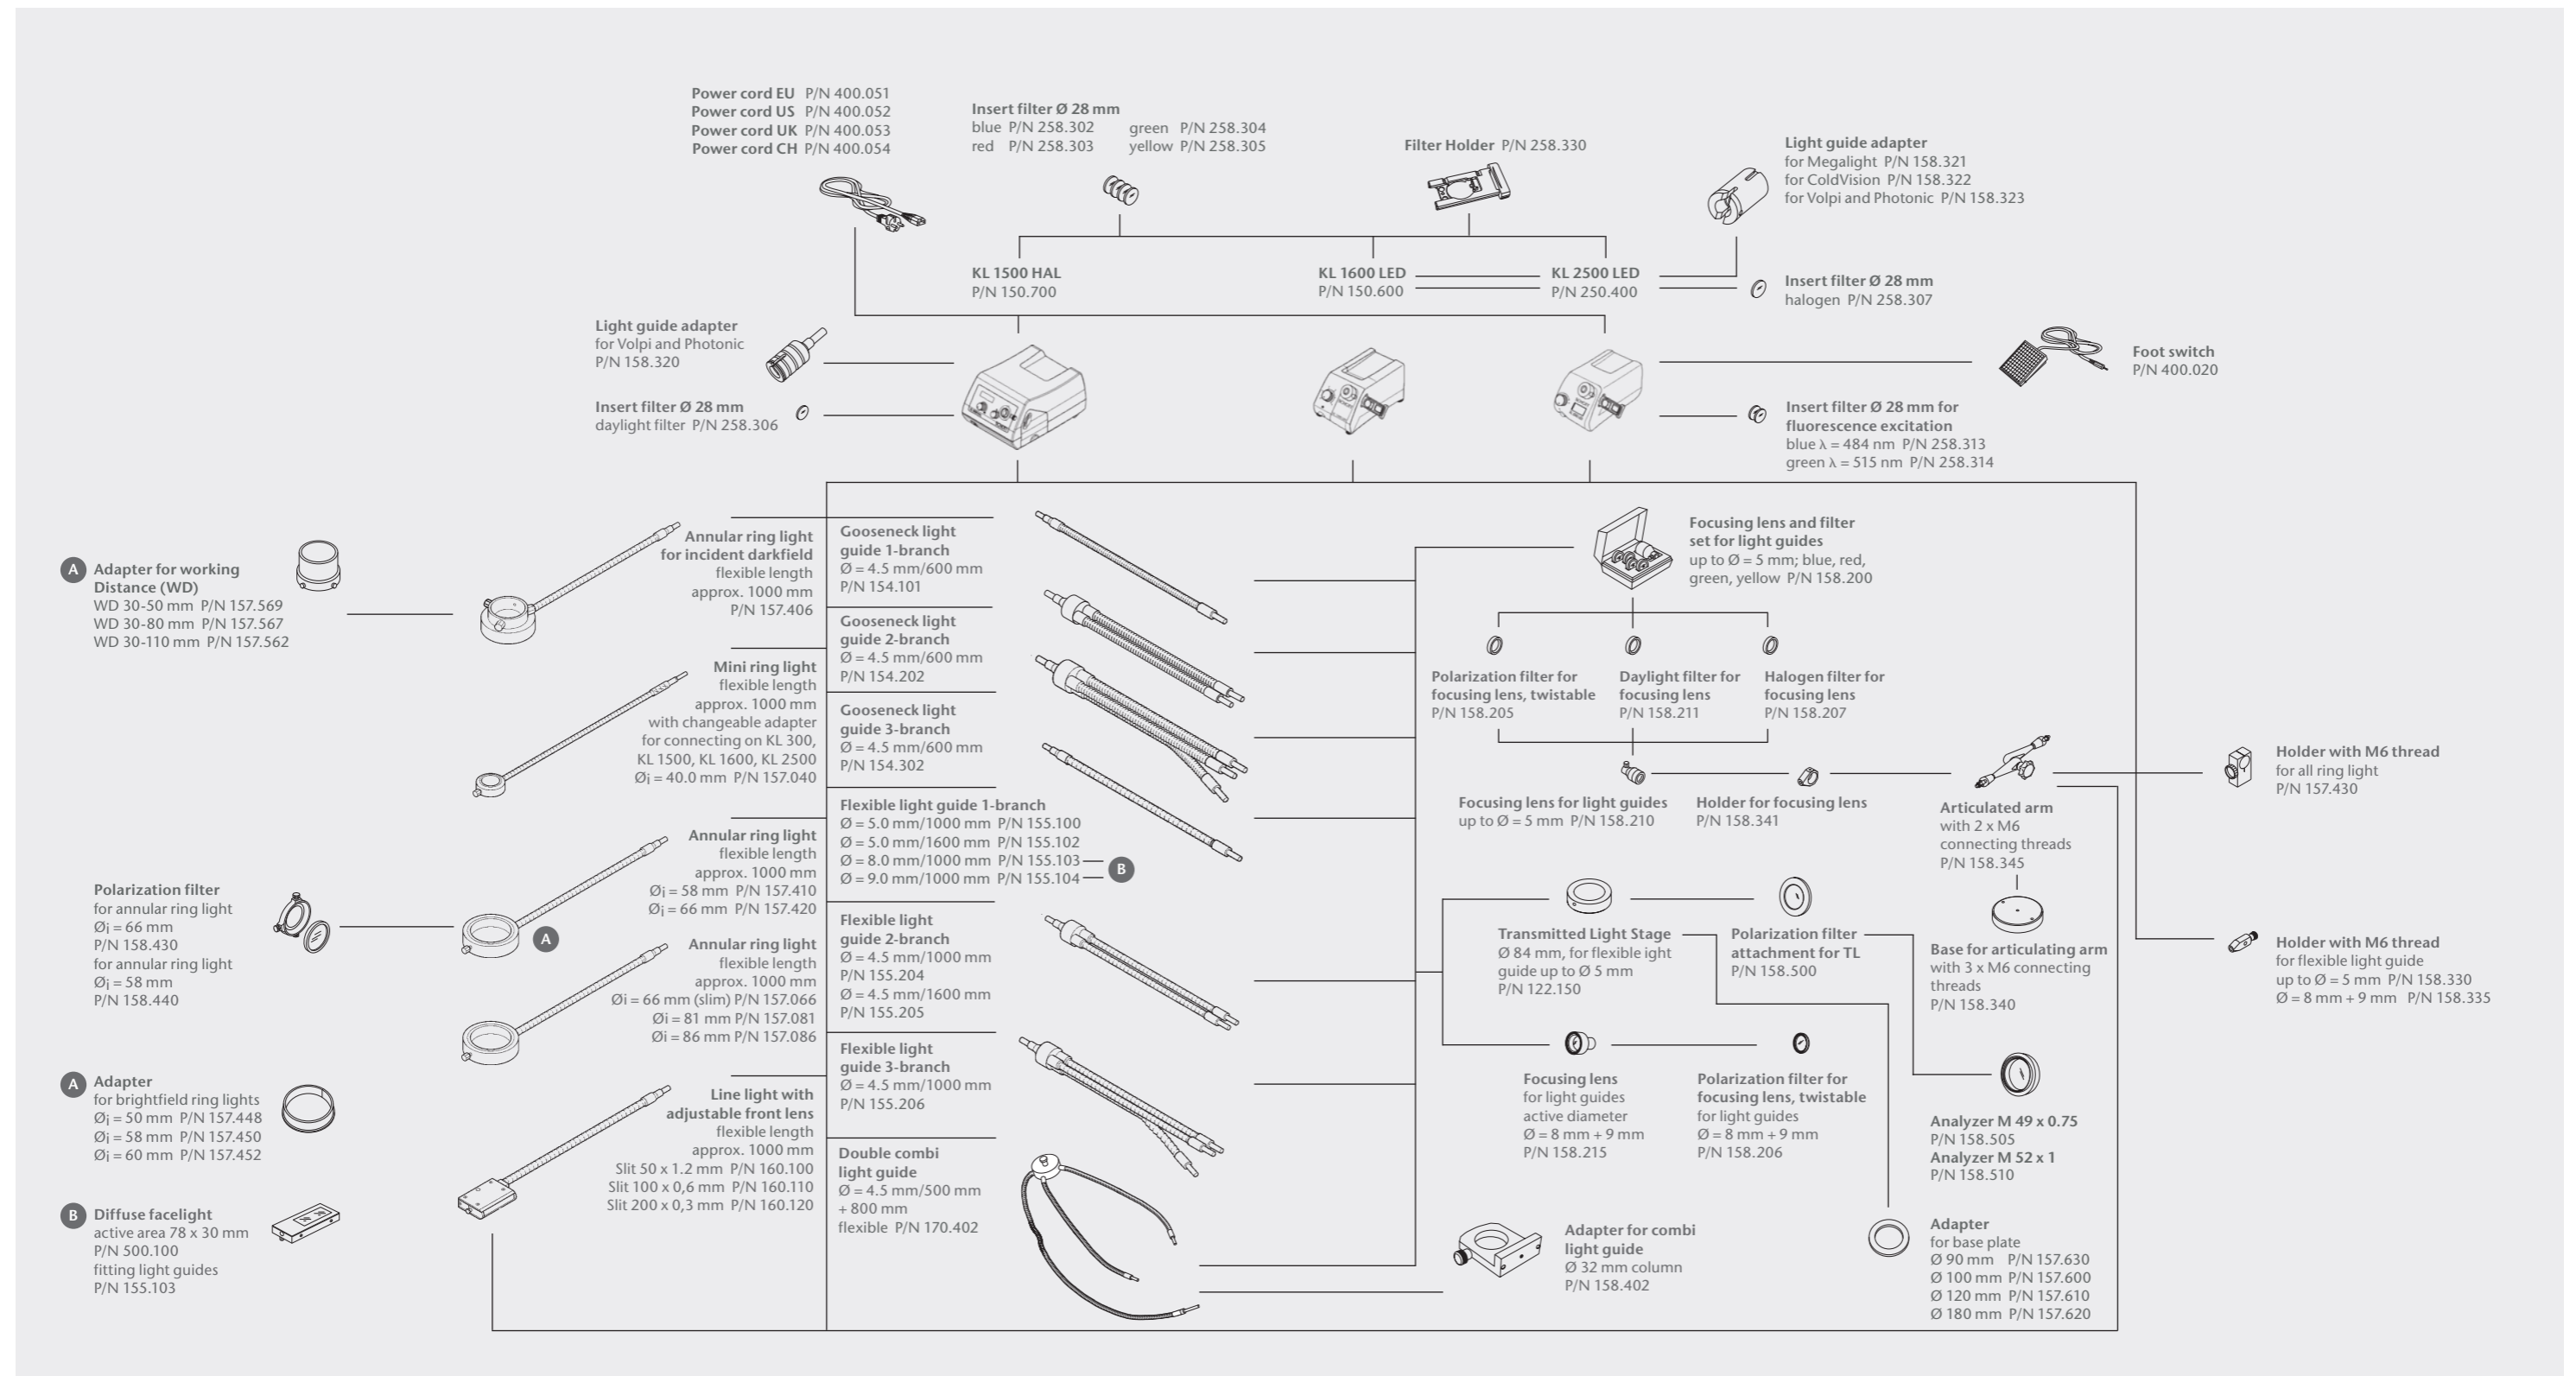 Power cord EU P/N 400.051
Power cord US P/N 400.052
Power cord UK P/N 400.053
Power cord CH P/N 400.054
Insert filter Ø 28 mm
blue P/N 258.302 green P/N 258.304
red P/N 258.303 yellow P/N 258.305
Filter Holder P/N 258.330
Light guide adapter
for Megalight P/N 158.321
for ColdVision P/N 158.322
for Volpi and Photonic P/N 158.323
KL 1500 HAL
P/N 150.700
KL 1600 LED
P/N 150.600
KL 2500 LED
P/N 250.400
Insert filter Ø 28 mm
halogen P/N 258.307
Light guide adapter
for Volpi and Photonic
P/N 158.320
Insert filter Ø 28 mm
daylight filter P/N 258.306
Foot switch
P/N 400.020
Insert filter Ø 28 mm for
fluorescence excitation
blue λ = 484 nm P/N 258.313
green λ = 515 nm P/N 258.314
A Adapter for working
Distance (WD)
WD 30-50 mm P/N 157.569
WD 30-80 mm P/N 157.567
WD 30-110 mm P/N 157.562
Polarization filter
for annular ring light
Øi = 66 mm
P/N 158.430
for annular ring light
Øi = 58 mm
P/N 158.440
A Adapter
for brightfield ring lights
Øi = 50 mm P/N 157.448
Øi = 58 mm P/N 157.450
Øi = 60 mm P/N 157.452
B Diffuse facelight
active area 78 x 30 mm
P/N 500.100
fitting light guides
P/N 155.103
Annular ring light
for incident darkfield
flexible length
approx. 1000 mm
P/N 157.406
Mini ring light
flexible length
approx. 1000 mm
with changeable adapter
for connecting on KL 300,
KL 1500, KL 1600, KL 2500
Øi = 40.0 mm P/N 157.040
Annular ring light
flexible length
approx. 1000 mm
Øi = 58 mm P/N 157.410
Øi = 66 mm P/N 157.420
A
Annular ring light
flexible length
approx. 1000 mm
Øi = 66 mm (slim) P/N 157.066
Øi = 81 mm P/N 157.081
Øi = 86 mm P/N 157.086
Line light with
adjustable front lens
flexible length
approx. 1000 mm
Slit 50 x 1.2 mm P/N 160.100
Slit 100 x 0,6 mm P/N 160.110
Slit 200 x 0,3 mm P/N 160.120
Gooseneck light
guide 1-branch
Ø = 4.5 mm/600 mm
P/N 154.101
Gooseneck light
guide 2-branch
Ø = 4.5 mm/600 mm
P/N 154.202
Gooseneck light
guide 3-branch
Ø = 4.5 mm/600 mm
P/N 154.302
Flexible light guide 1-branch
Ø = 5.0 mm/1000 mm P/N 155.100
Ø = 5.0 mm/1600 mm P/N 155.102
Ø = 8.0 mm/1000 mm P/N 155.103
Ø = 9.0 mm/1000 mm P/N 155.104
B
Flexible light
guide 2-branch
Ø = 4.5 mm/1000 mm
P/N 155.204
Ø = 4.5 mm/1600 mm
P/N 155.205
Flexible light
guide 3-branch
Ø = 4.5 mm/1000 mm
P/N 155.206
Double combi
light guide
Ø = 4.5 mm/500 mm
+ 800 mm
flexible P/N 170.402
Focusing lens and filter
set for light guides
up to Ø = 5 mm; blue, red,
green, yellow P/N 158.200
Polarization filter for
focusing lens, twistable
P/N 158.205
Daylight filter for
focusing lens
P/N 158.211
Halogen filter for
focusing lens
P/N 158.207
Focusing lens for light guides
up to Ø = 5 mm P/N 158.210
Holder for focusing lens
P/N 158.341
Articulated arm
with 2 x M6
connecting threads
P/N 158.345
Holder with M6 thread
for all ring light
P/N 157.430
Transmitted Light Stage
Ø 84 mm, for flexible ight
guide up to Ø 5 mm
P/N 122.150
Polarization filter
attachment for TL
P/N 158.500
Base for articulating arm
with 3 x M6 connecting
threads
P/N 158.340
Holder with M6 thread
for flexible light guide
up to Ø = 5 mm P/N 158.330
Ø = 8 mm + 9 mm P/N 158.335
Focusing lens
for light guides
active diameter
Ø = 8 mm + 9 mm
P/N 158.215
Polarization filter for
focusing lens, twistable
for light guides
Ø = 8 mm + 9 mm
P/N 158.206
Analyzer M 49 x 0.75
P/N 158.505
Analyzer M 52 x 1
P/N 158.510
Adapter for combi
light guide
Ø 32 mm column
P/N 158.402
Adapter
for base plate
Ø 90 mm P/N 157.630
Ø 100 mm P/N 157.600
Ø 120 mm P/N 157.610
Ø 180 mm P/N 157.620